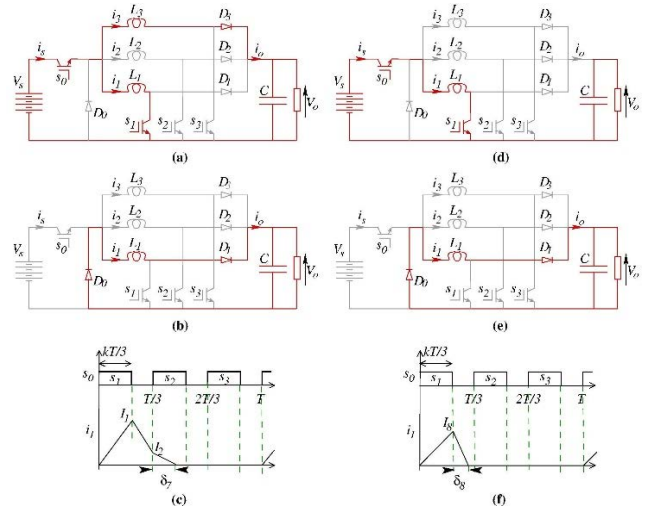 i3 L3 D3
is i2 L2 D2 io
s0 i1 L1 D1
Vs D0 s1 s2 s3 C Vo
(a)
i3 L3 D3
is i2 L2 D2 io
s0 i1 L1 D1
Vs D0 s1 s2 s3 C Vo
(d)
i3 L3 D3
is i2 L2 D2 io
s0 i1 L1 D1
Vs D0 s1 s2 s3 C Vo
(b)
i3 L3 D3
is i2 L2 D2 io
s0 i1 L1 D1
Vs D0 s1 s2 s3 C Vo
(e)
kT/3
s0 s1 s2 s3
T/3 2T/3 T
i1 I1 I2
δ7
(c)
kT/3
s0 s1 s2 s3
T/3 2T/3 T
i1 I8
δ8
(f)